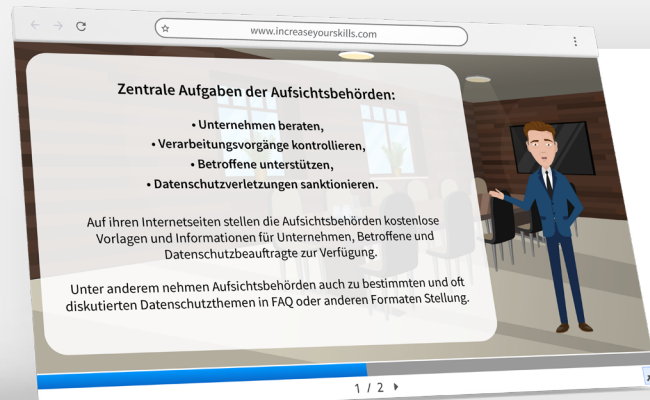 www.increaseyourskills.com
Zentrale Aufgaben der Aufsichtsbehörden:
• Unternehmen beraten,
• Verarbeitungsvorgänge kontrollieren,
• Betroffene unterstützen,
• Datenschutzverletzungen sanktionieren.
Auf ihren Internetseiten stellen die Aufsichtsbehörden kostenlose
Vorlagen und Informationen für Unternehmen, Betroffene und
Datenschutzbeauftragte zur Verfügung.
Unter anderem nehmen Aufsichtsbehörden auch zu bestimmten und oft
diskutierten Datenschutzthemen in FAQ oder anderen Formaten Stellung.
1 / 2